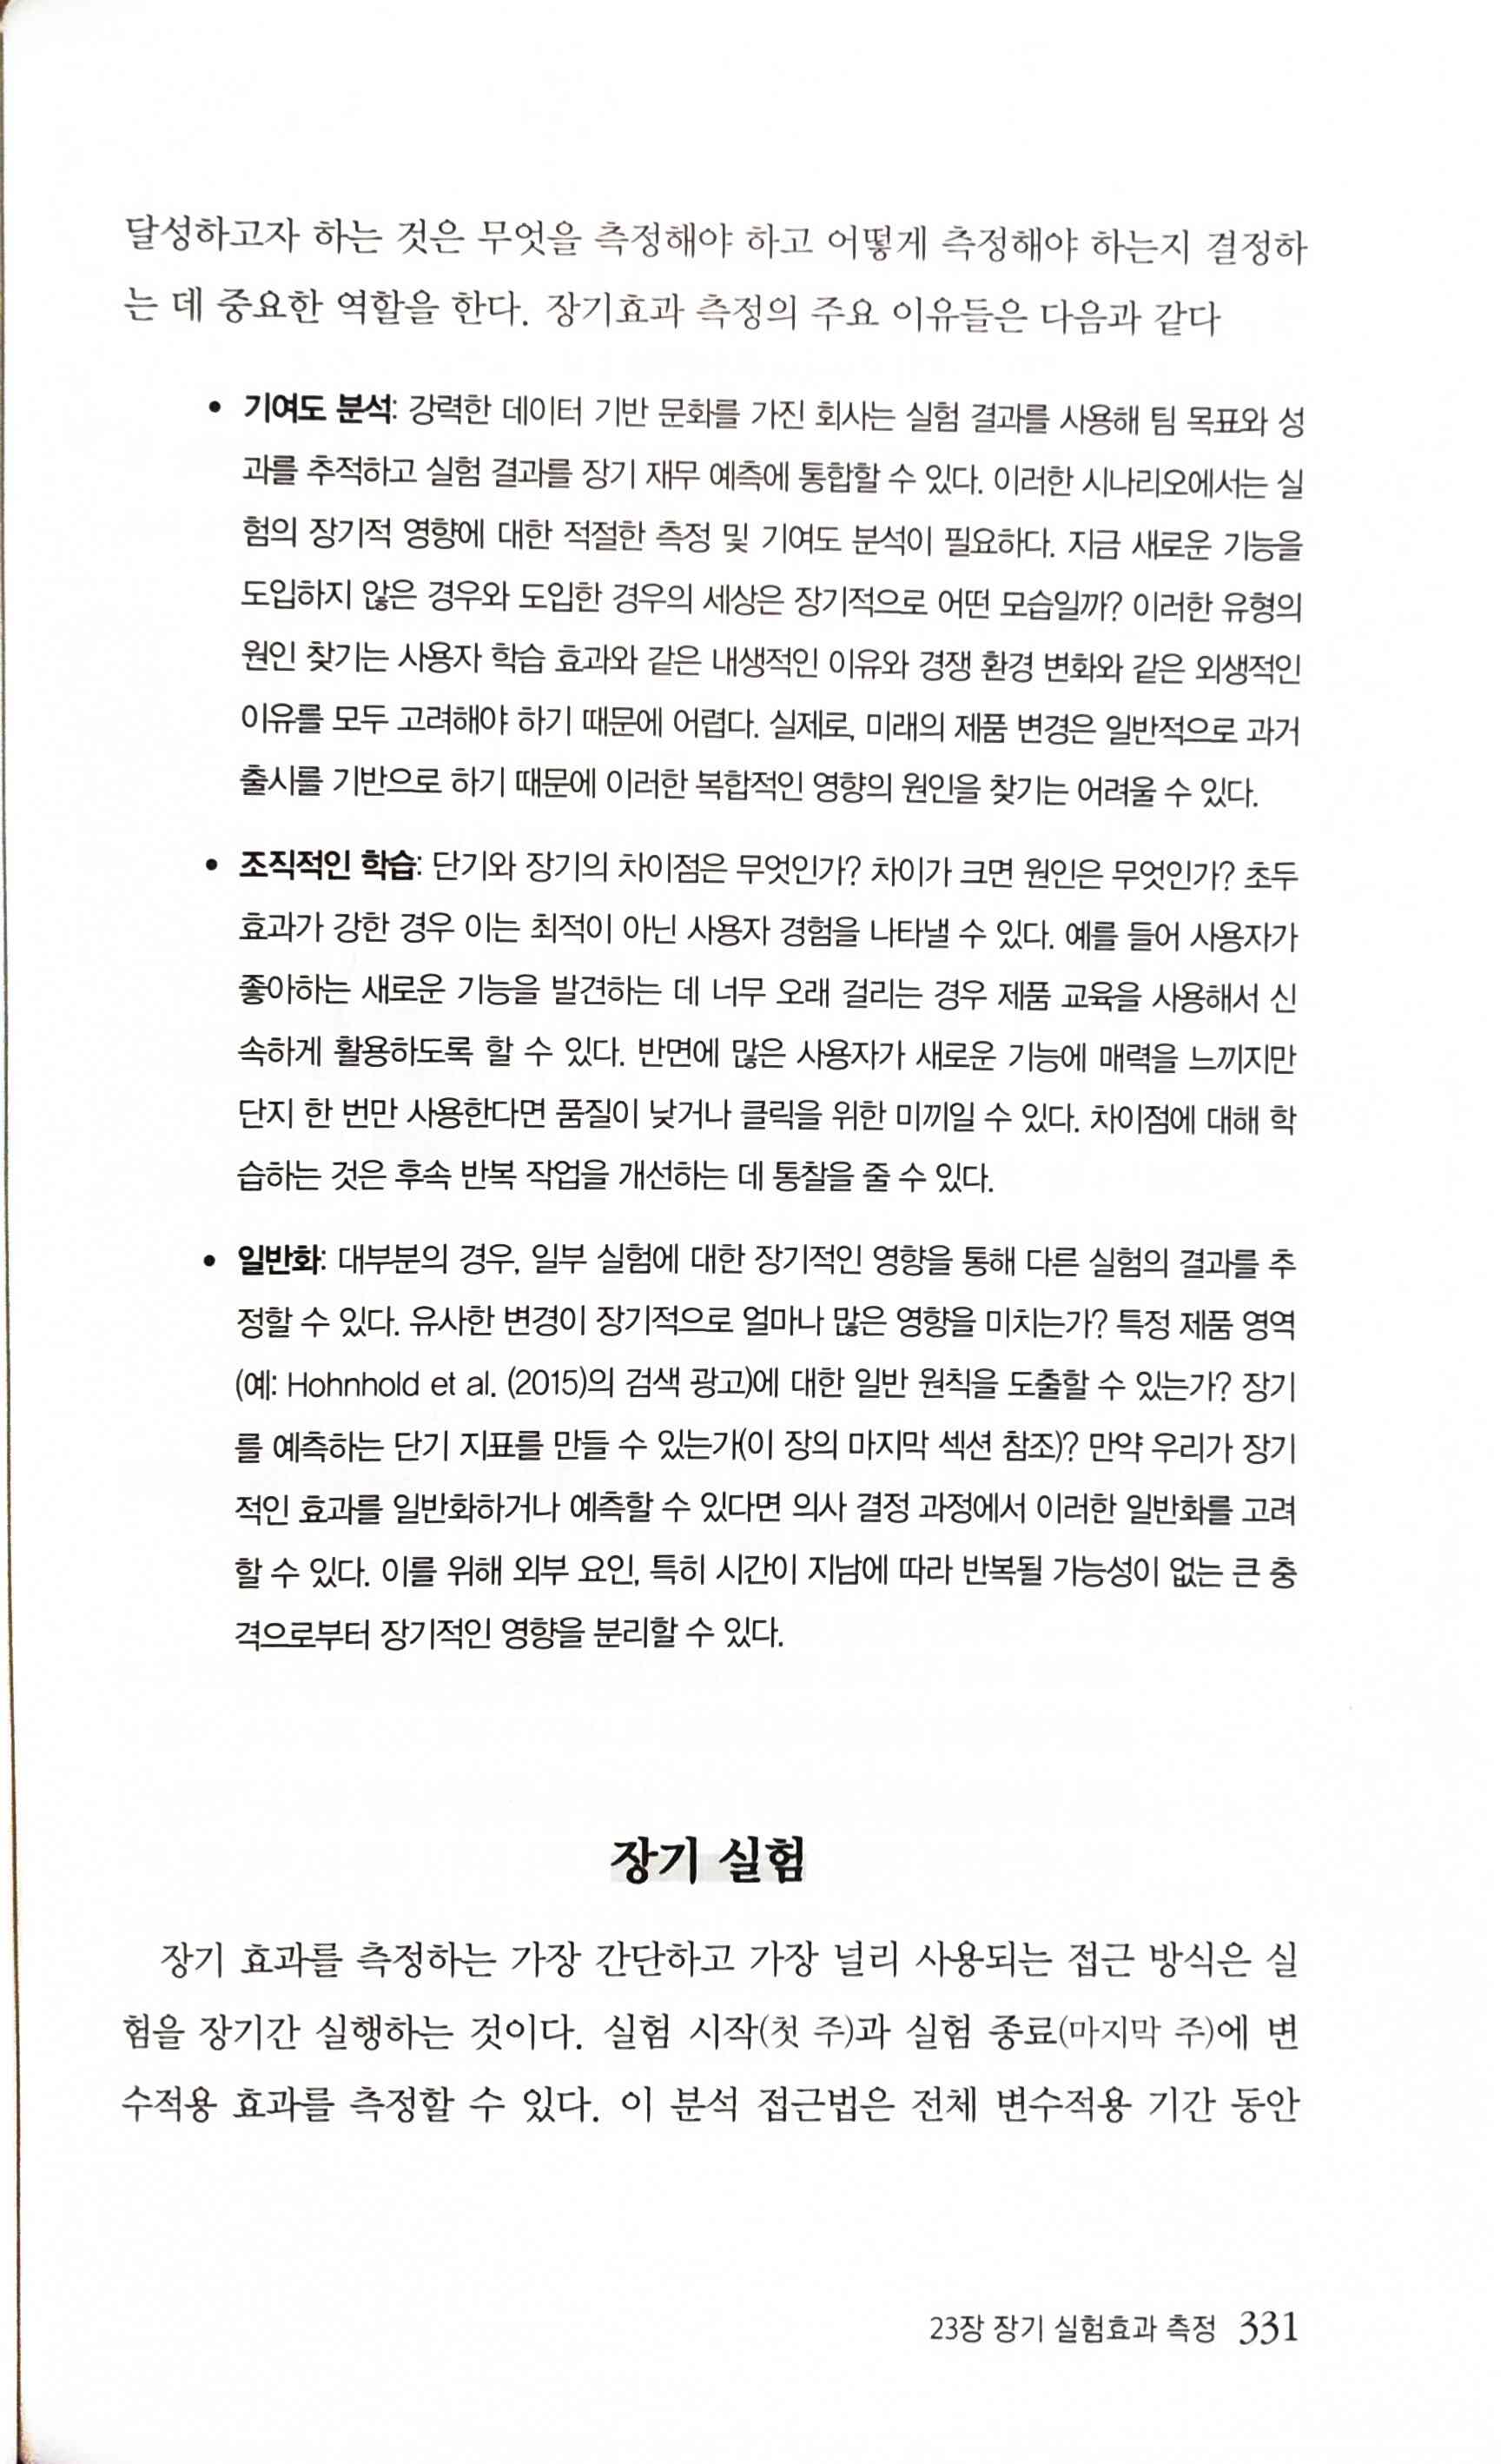 달성하고자 하는 것은 무엇을 측정해야 하고 어떻게 측정해야 하는지 결정하
는 데 중요한 역할을 한다. 장기효과 측정의 주요 이유들은 다음과 같다
• 기여도 분석: 강력한 데이터 기반 문화를 가진 회사는 실험 결과를 사용해 팀 목표와 성
과를 추적하고 실험 결과를 장기 재무 예측에 통합할 수 있다. 이러한 시나리오에서는 실
험의 장기적 영향에 대한 적절한 측정 및 기여도 분석이 필요하다. 지금 새로운 기능을
도입하지 않은 경우와 도입한 경우의 세상은 장기적으로 어떤 모습일까? 이러한 유형의
원인 찾기는 사용자 학습 효과와 같은 내생적인 이유와 경쟁 환경 변화와 같은 외생적인
이유를 모두 고려해야 하기 때문에 어렵다. 실제로, 미래의 제품 변경은 일반적으로 과거
출시를 기반으로 하기 때문에 이러한 복합적인 영향의 원인을 찾기는 어려울 수 있다.
• 조직적인 학습: 단기와 장기의 차이점은 무엇인가? 차이가 크면 원인은 무엇인가? 초두
효과가 강한 경우 이는 최적이 아닌 사용자 경험을 나타낼 수 있다. 예를 들어 사용자가
좋아하는 새로운 기능을 발견하는 데 너무 오래 걸리는 경우 제품 교육을 사용해서 신
속하게 활용하도록 할 수 있다. 반면에 많은 사용자가 새로운 기능에 매력을 느끼지만
단지 한 번만 사용한다면 품질이 낮거나 클릭을 위한 미끼일 수 있다. 차이점에 대해 학
습하는 것은 후속 반복 작업을 개선하는 데 통찰을 줄 수 있다.
• 일반화: 대부분의 경우, 일부 실험에 대한 장기적인 영향을 통해 다른 실험의 결과를 추
정할 수 있다. 유사한 변경이 장기적으로 얼마나 많은 영향을 미치는가? 특정 제품 영역
(예: Hohnhold et al. (2015)의 검색 광고)에 대한 일반 원칙을 도출할 수 있는가? 장기
를 예측하는 단기 지표를 만들 수 있는가(이 장의 마지막 섹션 참조)? 만약 우리가 장기
적인 효과를 일반화하거나 예측할 수 있다면 의사 결정 과정에서 이러한 일반화를 고려
할 수 있다. 이를 위해 외부 요인, 특히 시간이 지남에 따라 반복될 가능성이 없는 큰 충
격으로부터 장기적인 영향을 분리할 수 있다.
장기 실험
장기 효과를 측정하는 가장 간단하고 가장 널리 사용되는 접근 방식은 실
험을 장기간 실행하는 것이다. 실험 시작(첫 주)과 실험 종료(마지막 주)에 변
수적용 효과를 측정할 수 있다. 이 분석 접근법은 전체 변수적용 기간 동안
23장 장기 실험효과 측정 331